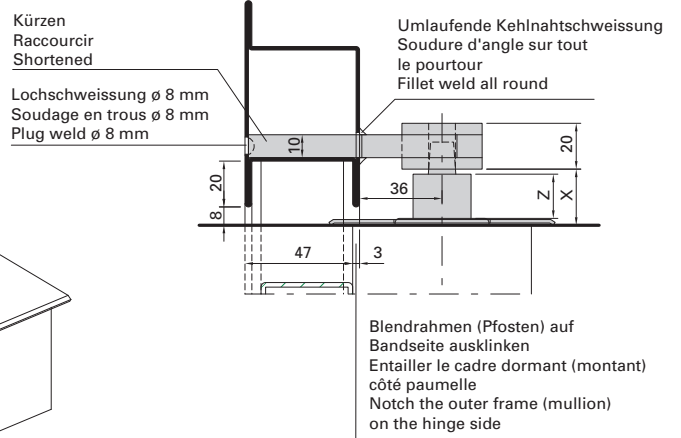 Kürzen
Raccourcir
Shortened
Lochschweissung ø 8 mm
Soudage en trous ø 8 mm
Plug weld ø 8 mm
Umlaufende Kehlnahtschweissung
Soudure d'angle sur tout
le pourtour
Fillet weld all round
10
20
20
36
Z
X
8
47
3
Blendrahmen (Pfosten) auf
Bandseite ausklinken
Entailler le cadre dormant (montant)
côté paumelle
Notch the outer frame (mullion)
on the hinge side